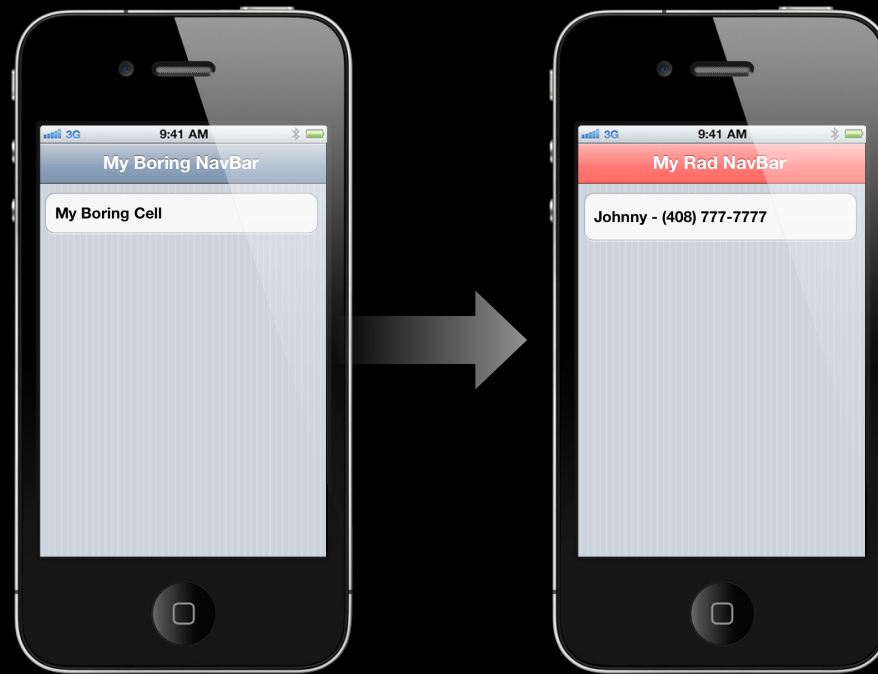 3G 9:41 AM
My Boring NavBar
My Boring Cell
3G 9:41 AM
My Rad NavBar
Johnny - (408) 777-7777